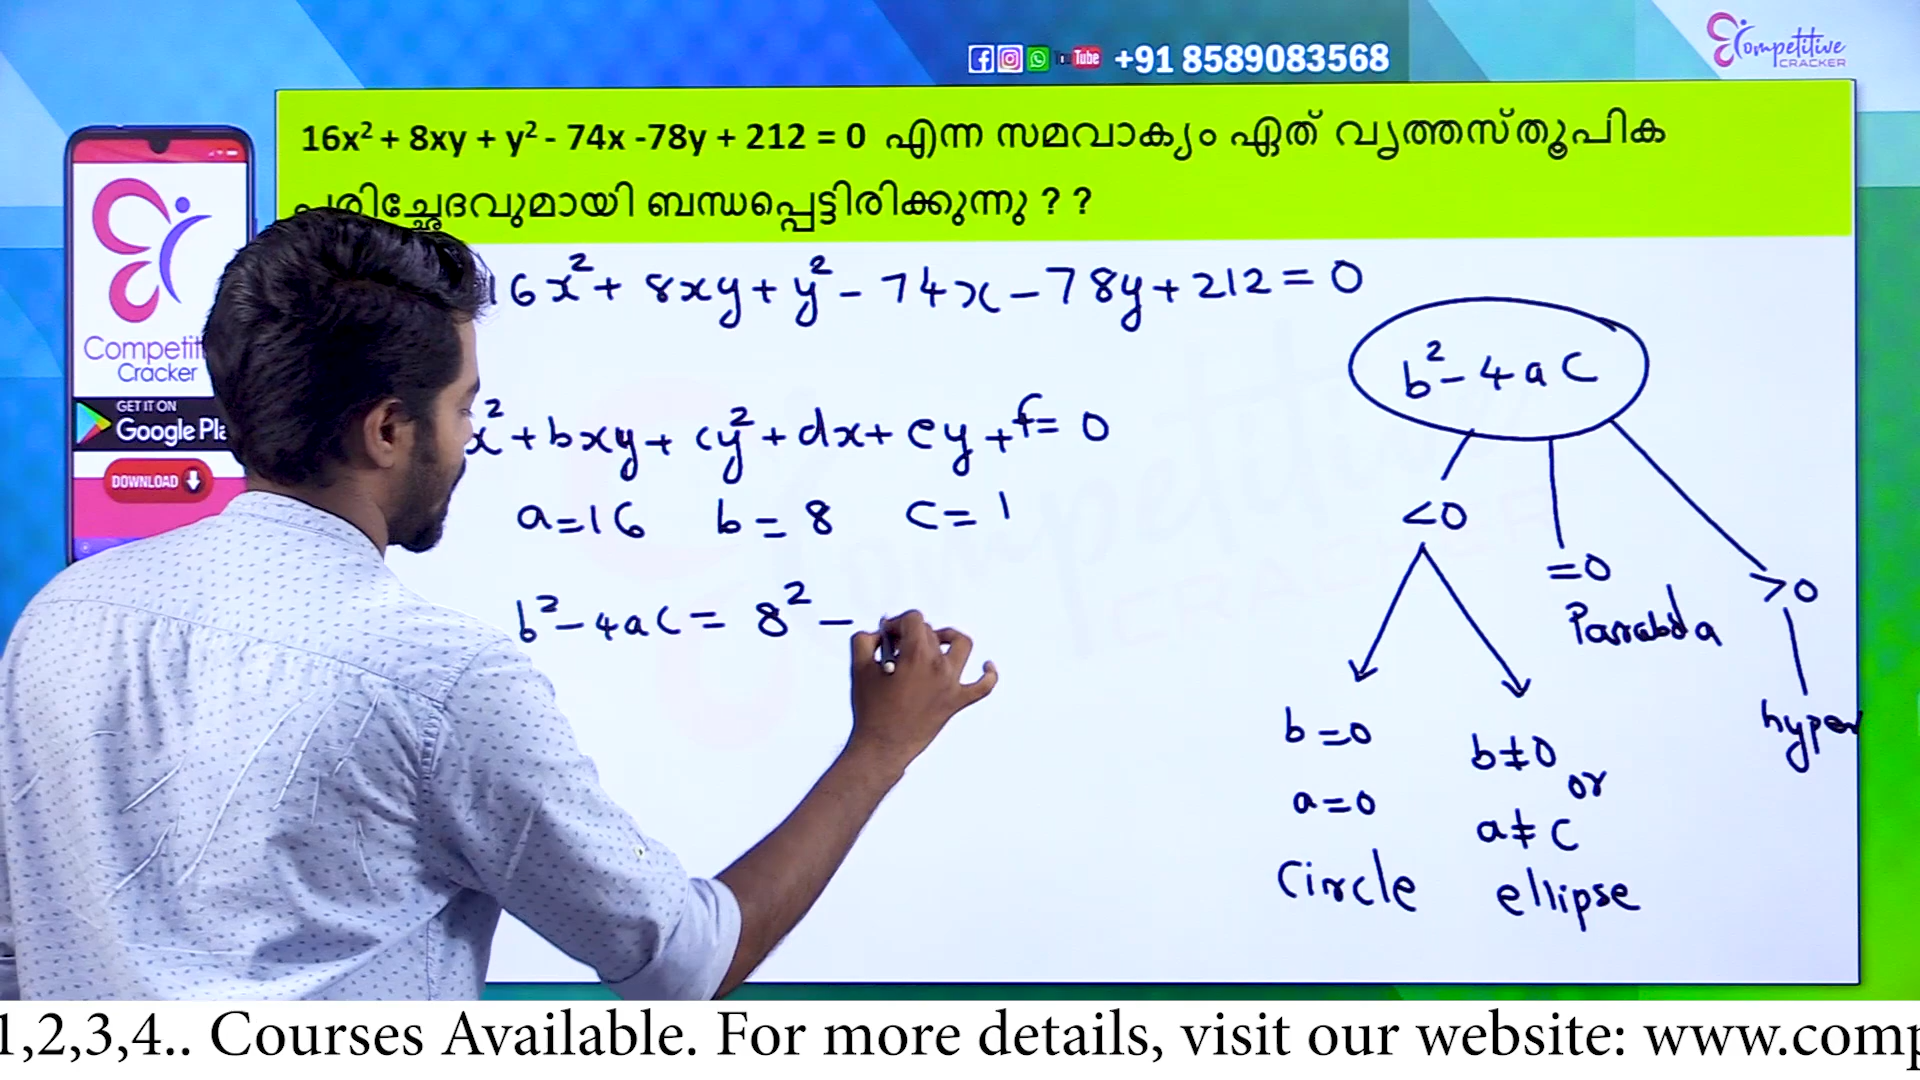 +91 8589083568
Competitive
CRACKER
16x² + 8xy + y² - 74x -78y + 212 = 0 എന്ന സമവാക്യം ഏത് വൃത്തസ്തൂപിക
പരിച്ഛേദവുമായി ബന്ധപ്പെട്ടിരിക്കുന്നു ? ?
Cracker
GET IT ON
Google
DOWNLOAD
16x² + 8xy + y² - 74x - 78y + 212 = 0
x² + bxy + cy² + dx + ey + f = 0
a=16 b=8 c=1
b² - 4ac = 8² -
b² - 4ac
<0
=0
Parabola
>0
hyper
b=0
a=0
Circle
b≠0
or
a≠c
ellipse
1,2,3,4.. Courses Available. For more details, visit our website: www.comp